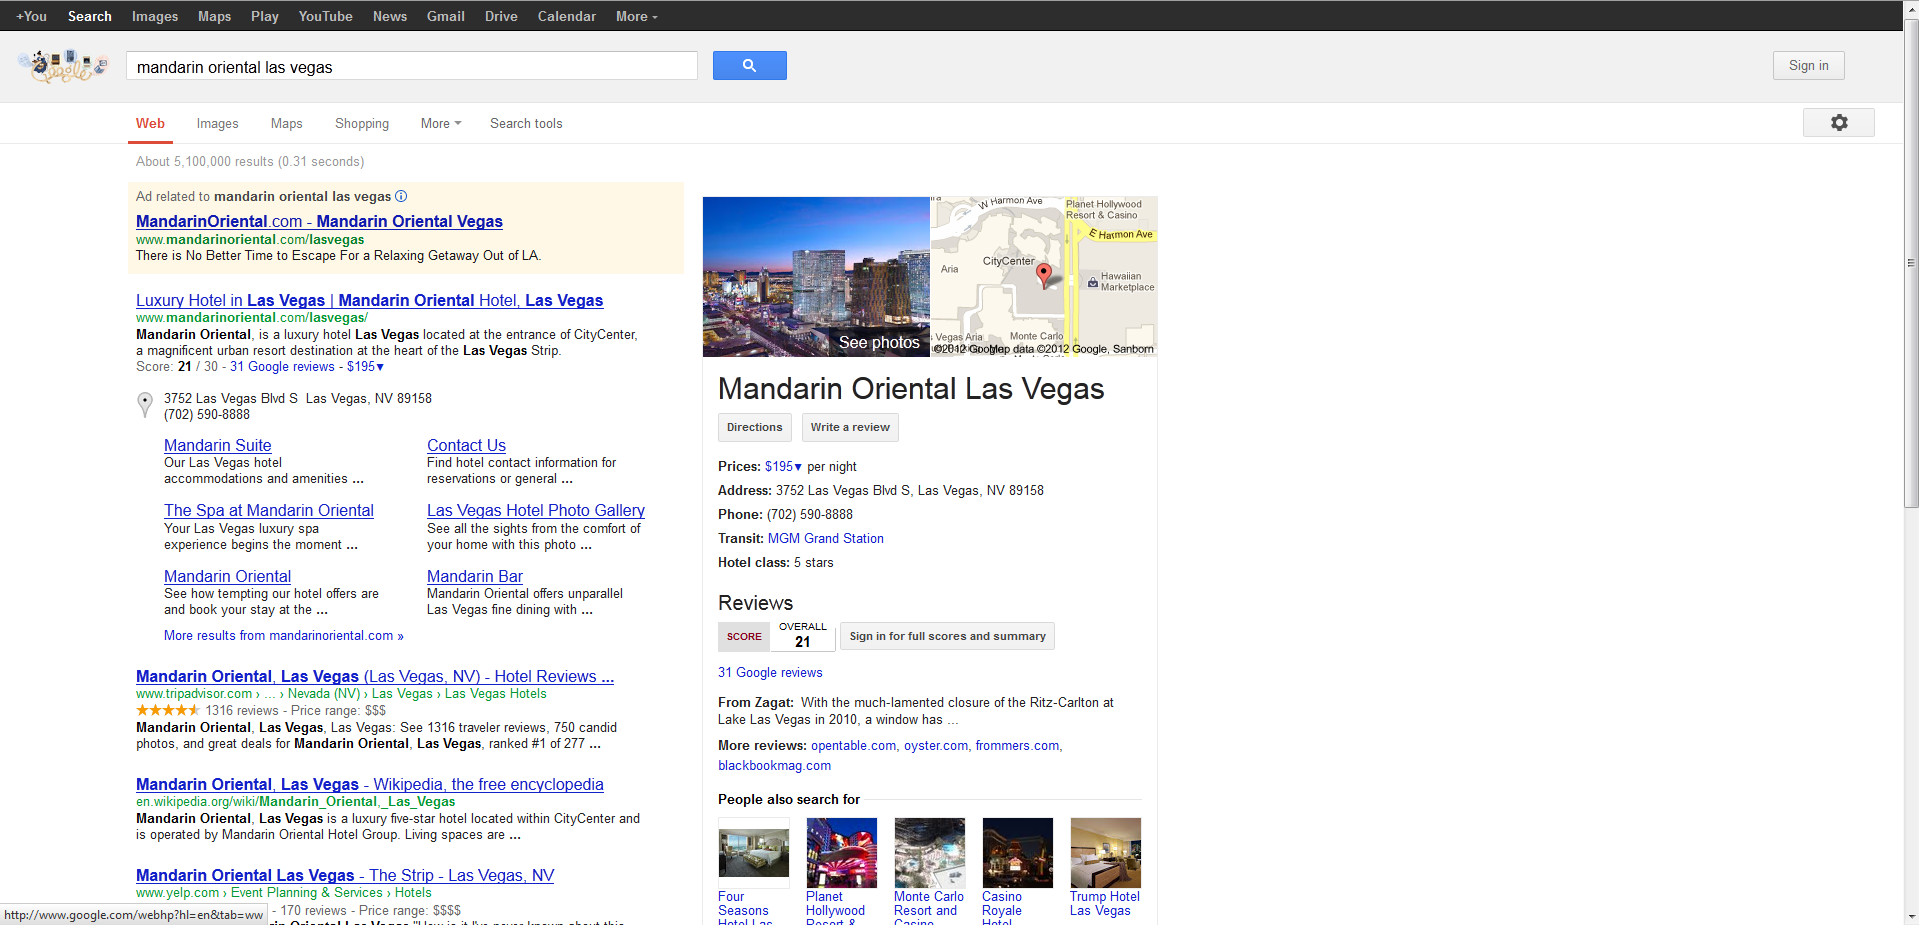 +You Search Images Maps Play YouTube News Gmail Drive Calendar More
mandarin oriental las vegas
Sign in
Web Images Maps Shopping More Search tools
About 5,100,000 results (0.31 seconds)
Ad related to mandarin oriental las vegas
MandarinOriental.com - Mandarin Oriental Vegas
www.mandarinoriental.com/lasvegas
There is No Better Time to Escape For a Relaxing Getaway Out of LA.
Luxury Hotel in Las Vegas | Mandarin Oriental Hotel, Las Vegas
www.mandarinoriental.com/lasvegas/
Mandarin Oriental, is a luxury hotel Las Vegas located at the entrance of CityCenter,
a magnificent urban resort destination at the heart of the Las Vegas Strip.
Score: 21 / 30 - 31 Google reviews - $195▼
3752 Las Vegas Blvd S Las Vegas, NV 89158
(702) 590-8888
Mandarin Suite
Our Las Vegas hotel
accommodations and amenities ...
Contact Us
Find hotel contact information for
reservations or general ...
The Spa at Mandarin Oriental
Your Las Vegas luxury spa
experience begins the moment ...
Las Vegas Hotel Photo Gallery
See all the sights from the comfort of
your home with this photo ...
Mandarin Oriental
See how tempting our hotel offers are
and book your stay at the ...
Mandarin Bar
Mandarin Oriental offers unparallel
Las Vegas fine dining with ...
More results from mandarinoriental.com »
Mandarin Oriental, Las Vegas (Las Vegas, NV) - Hotel Reviews ...
www.tripadvisor.com › ... › Nevada (NV) › Las Vegas › Las Vegas Hotels
1316 reviews - Price range: $$$
Mandarin Oriental, Las Vegas, Las Vegas: See 1316 traveler reviews, 750 candid
photos, and great deals for Mandarin Oriental, Las Vegas, ranked #1 of 277 ...
Mandarin Oriental, Las Vegas - Wikipedia, the free encyclopedia
en.wikipedia.org/wiki/Mandarin_Oriental,_Las_Vegas
Mandarin Oriental, Las Vegas is a luxury five-star hotel located within CityCenter and
is operated by Mandarin Oriental Hotel Group. Living spaces are ...
Mandarin Oriental Las Vegas - The Strip - Las Vegas, NV
www.yelp.com › Event Planning & Services › Hotels
- 170 reviews - Price range: $$$$
http://www.google.com/webhp?hl=en&tab=ww
See photos
W Harmon Ave
Planet Hollywood
Resort & Casino
E Harmon Ave
CityCenter
Aria
Hawaiian
Marketplace
Monte Carlo
Vegas Aria
Map data ©2012 Google, Sanborn
Mandarin Oriental Las Vegas
Directions Write a review
Prices: $195▼ per night
Address: 3752 Las Vegas Blvd S, Las Vegas, NV 89158
Phone: (702) 590-8888
Transit: MGM Grand Station
Hotel class: 5 stars
Reviews
SCORE OVERALL 21 Sign in for full scores and summary
31 Google reviews
From Zagat: With the much-lamented closure of the Ritz-Carlton at
Lake Las Vegas in 2010, a window has ...
More reviews: opentable.com, oyster.com, frommers.com,
blackbookmag.com
People also search for
Four
Seasons
Hotel Las
Planet
Hollywood
Resort &
Monte Carlo
Resort and
Casino
Casino
Royale
Hotel
Trump Hotel
Las Vegas